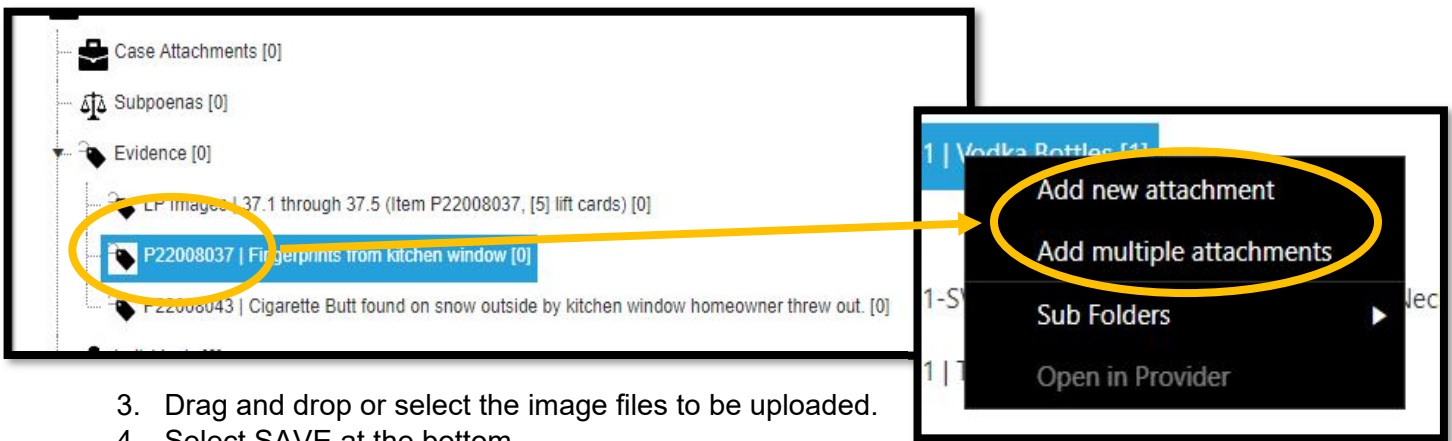 Case Attachments [0]
Subpoenas [0]
Evidence [0]
LP Images | 37.1 through 37.5 (Item P22008037, [5] lift cards) [0]
P22008037 | Fingerprints from kitchen window [0]
P22008043 | Cigarette Butt found on snow outside by kitchen window homeowner threw out. [0]
1 | Vodka Bottles [1]
Add new attachment
Add multiple attachments
Sub Folders
Open in Provider
3. Drag and drop or select the image files to be uploaded.
4. Select SAVE at the bottom